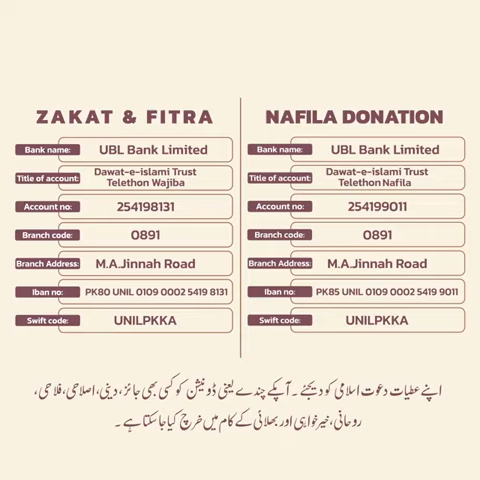 ZAKAT & FITRA
Bank name: UBL Bank Limited
Title of account: Dawat-e-islami Trust
Telethon Wajiba
Account no: 254198131
Branch code: 0891
Branch Address: M.A.Jinnah Road
Iban no: PK80 UNIL 0109 0002 5419 8131
Swift code: UNILPKKA
NAFILA DONATION
Bank name: UBL Bank Limited
Title of account: Dawat-e-islami Trust
Telethon Nafila
Account no: 254199011
Branch code: 0891
Branch Address: M.A.Jinnah Road
Iban no: PK85 UNIL 0109 0002 5419 9011
Swift code: UNILPKKA
اپنے عطیات دعوت اسلامی کو دیجئے ۔ آپکے چندے یعنی ڈونیشن کو کسی بھی جائز، دینی، اصلاحی، فلاحی،
روحانی، خیر خواہی اور بھلائی کے کام میں خرچ کیا جا سکتا ہے ۔